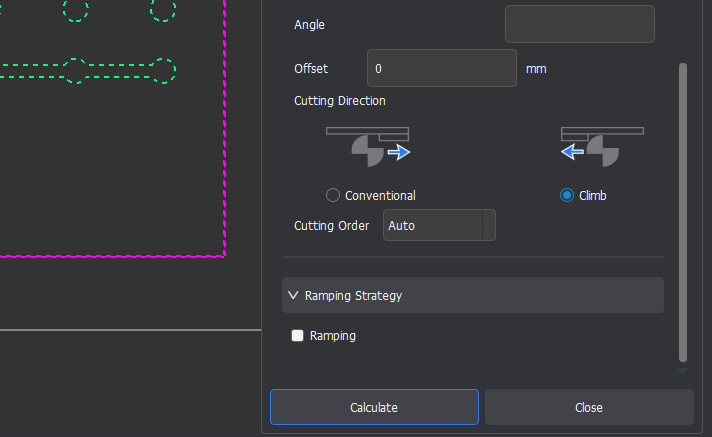 Angle
Offset 0 mm
Cutting Direction
Conventional Climb
Cutting Order Auto
Ramping Strategy
Ramping
Calculate Close